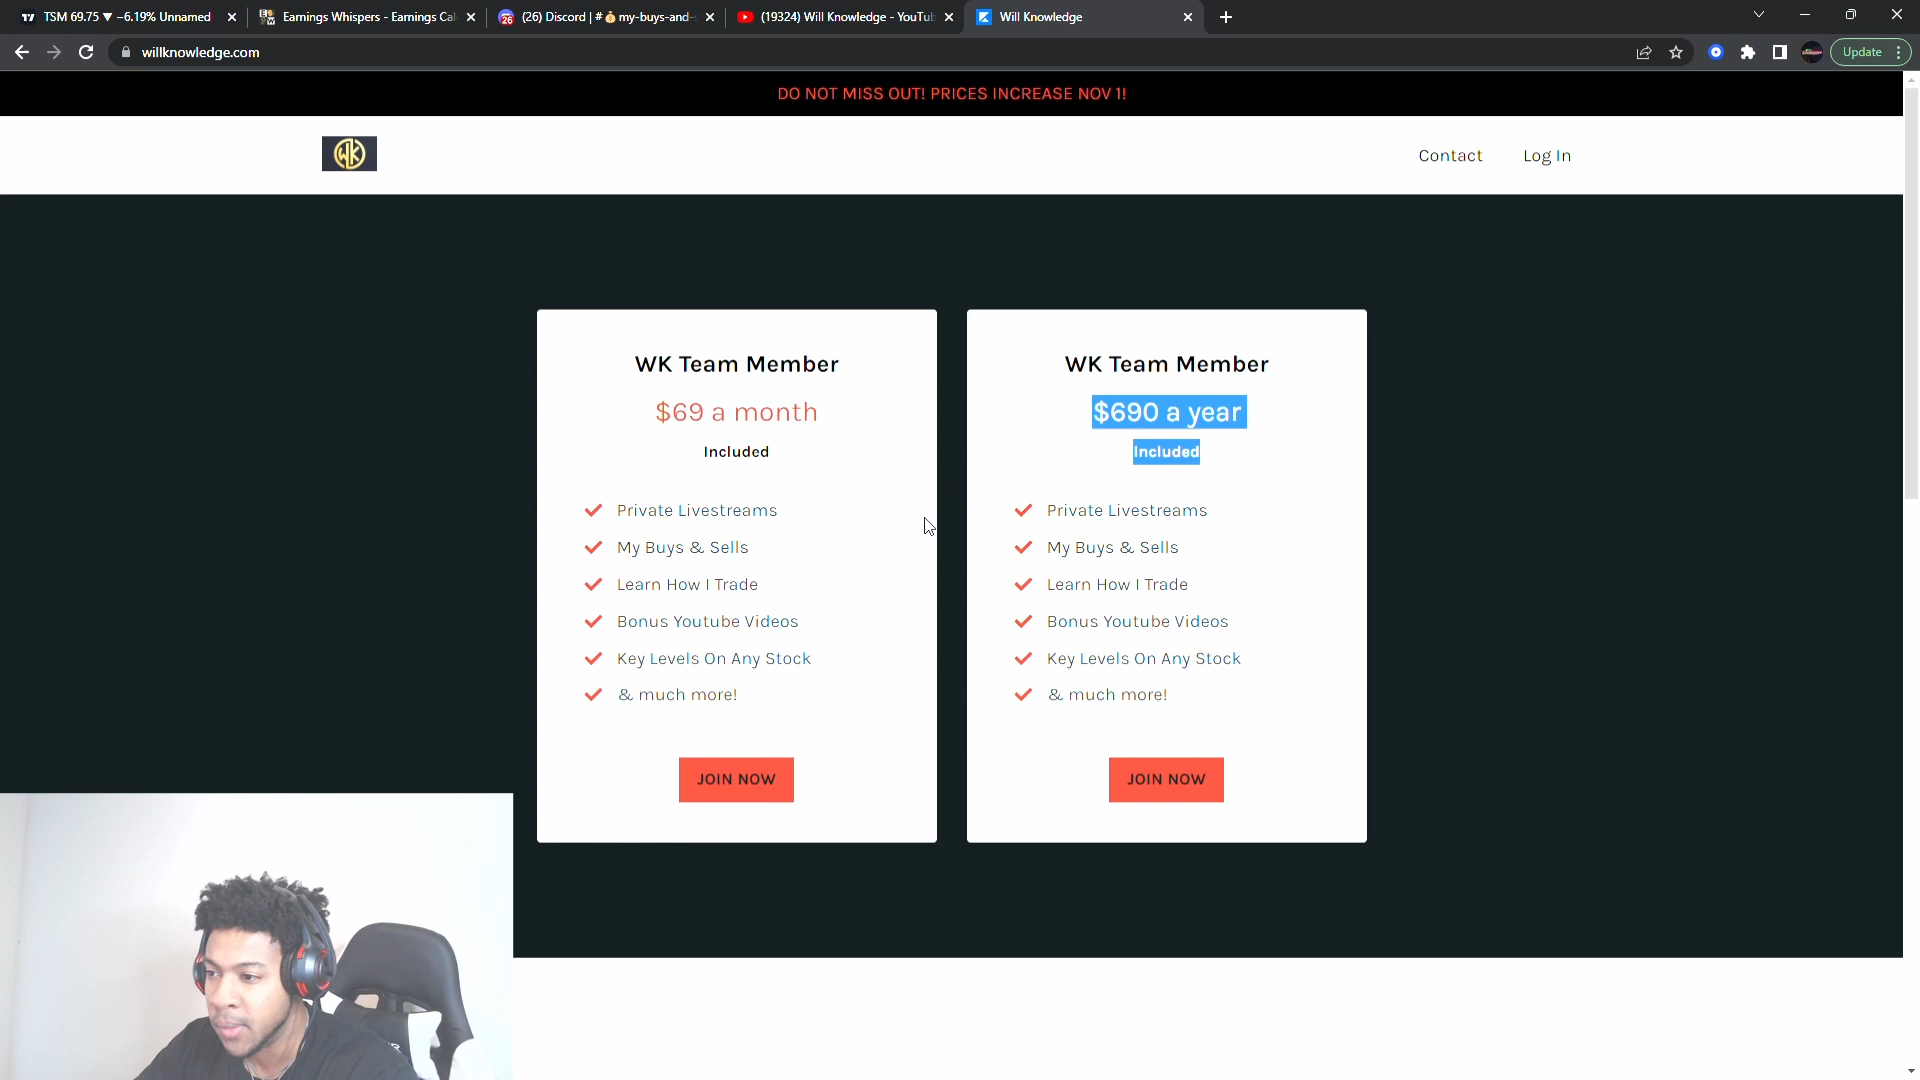 TSM 69.75 ▼ −6.19% Unnamed
Earnings Whispers - Earnings Cal
(26) Discord | #💰my-buys-and-s
(19324) Will Knowledge - YouTub
Will Knowledge
willknowledge.com
Update
DO NOT MISS OUT! PRICES INCREASE NOV 1!
WK
Contact
Log In
WK Team Member
$69 a month
Included
Private Livestreams
My Buys & Sells
Learn How I Trade
Bonus Youtube Videos
Key Levels On Any Stock
& much more!
JOIN NOW
WK Team Member
$690 a year
Included
Private Livestreams
My Buys & Sells
Learn How I Trade
Bonus Youtube Videos
Key Levels On Any Stock
& much more!
JOIN NOW